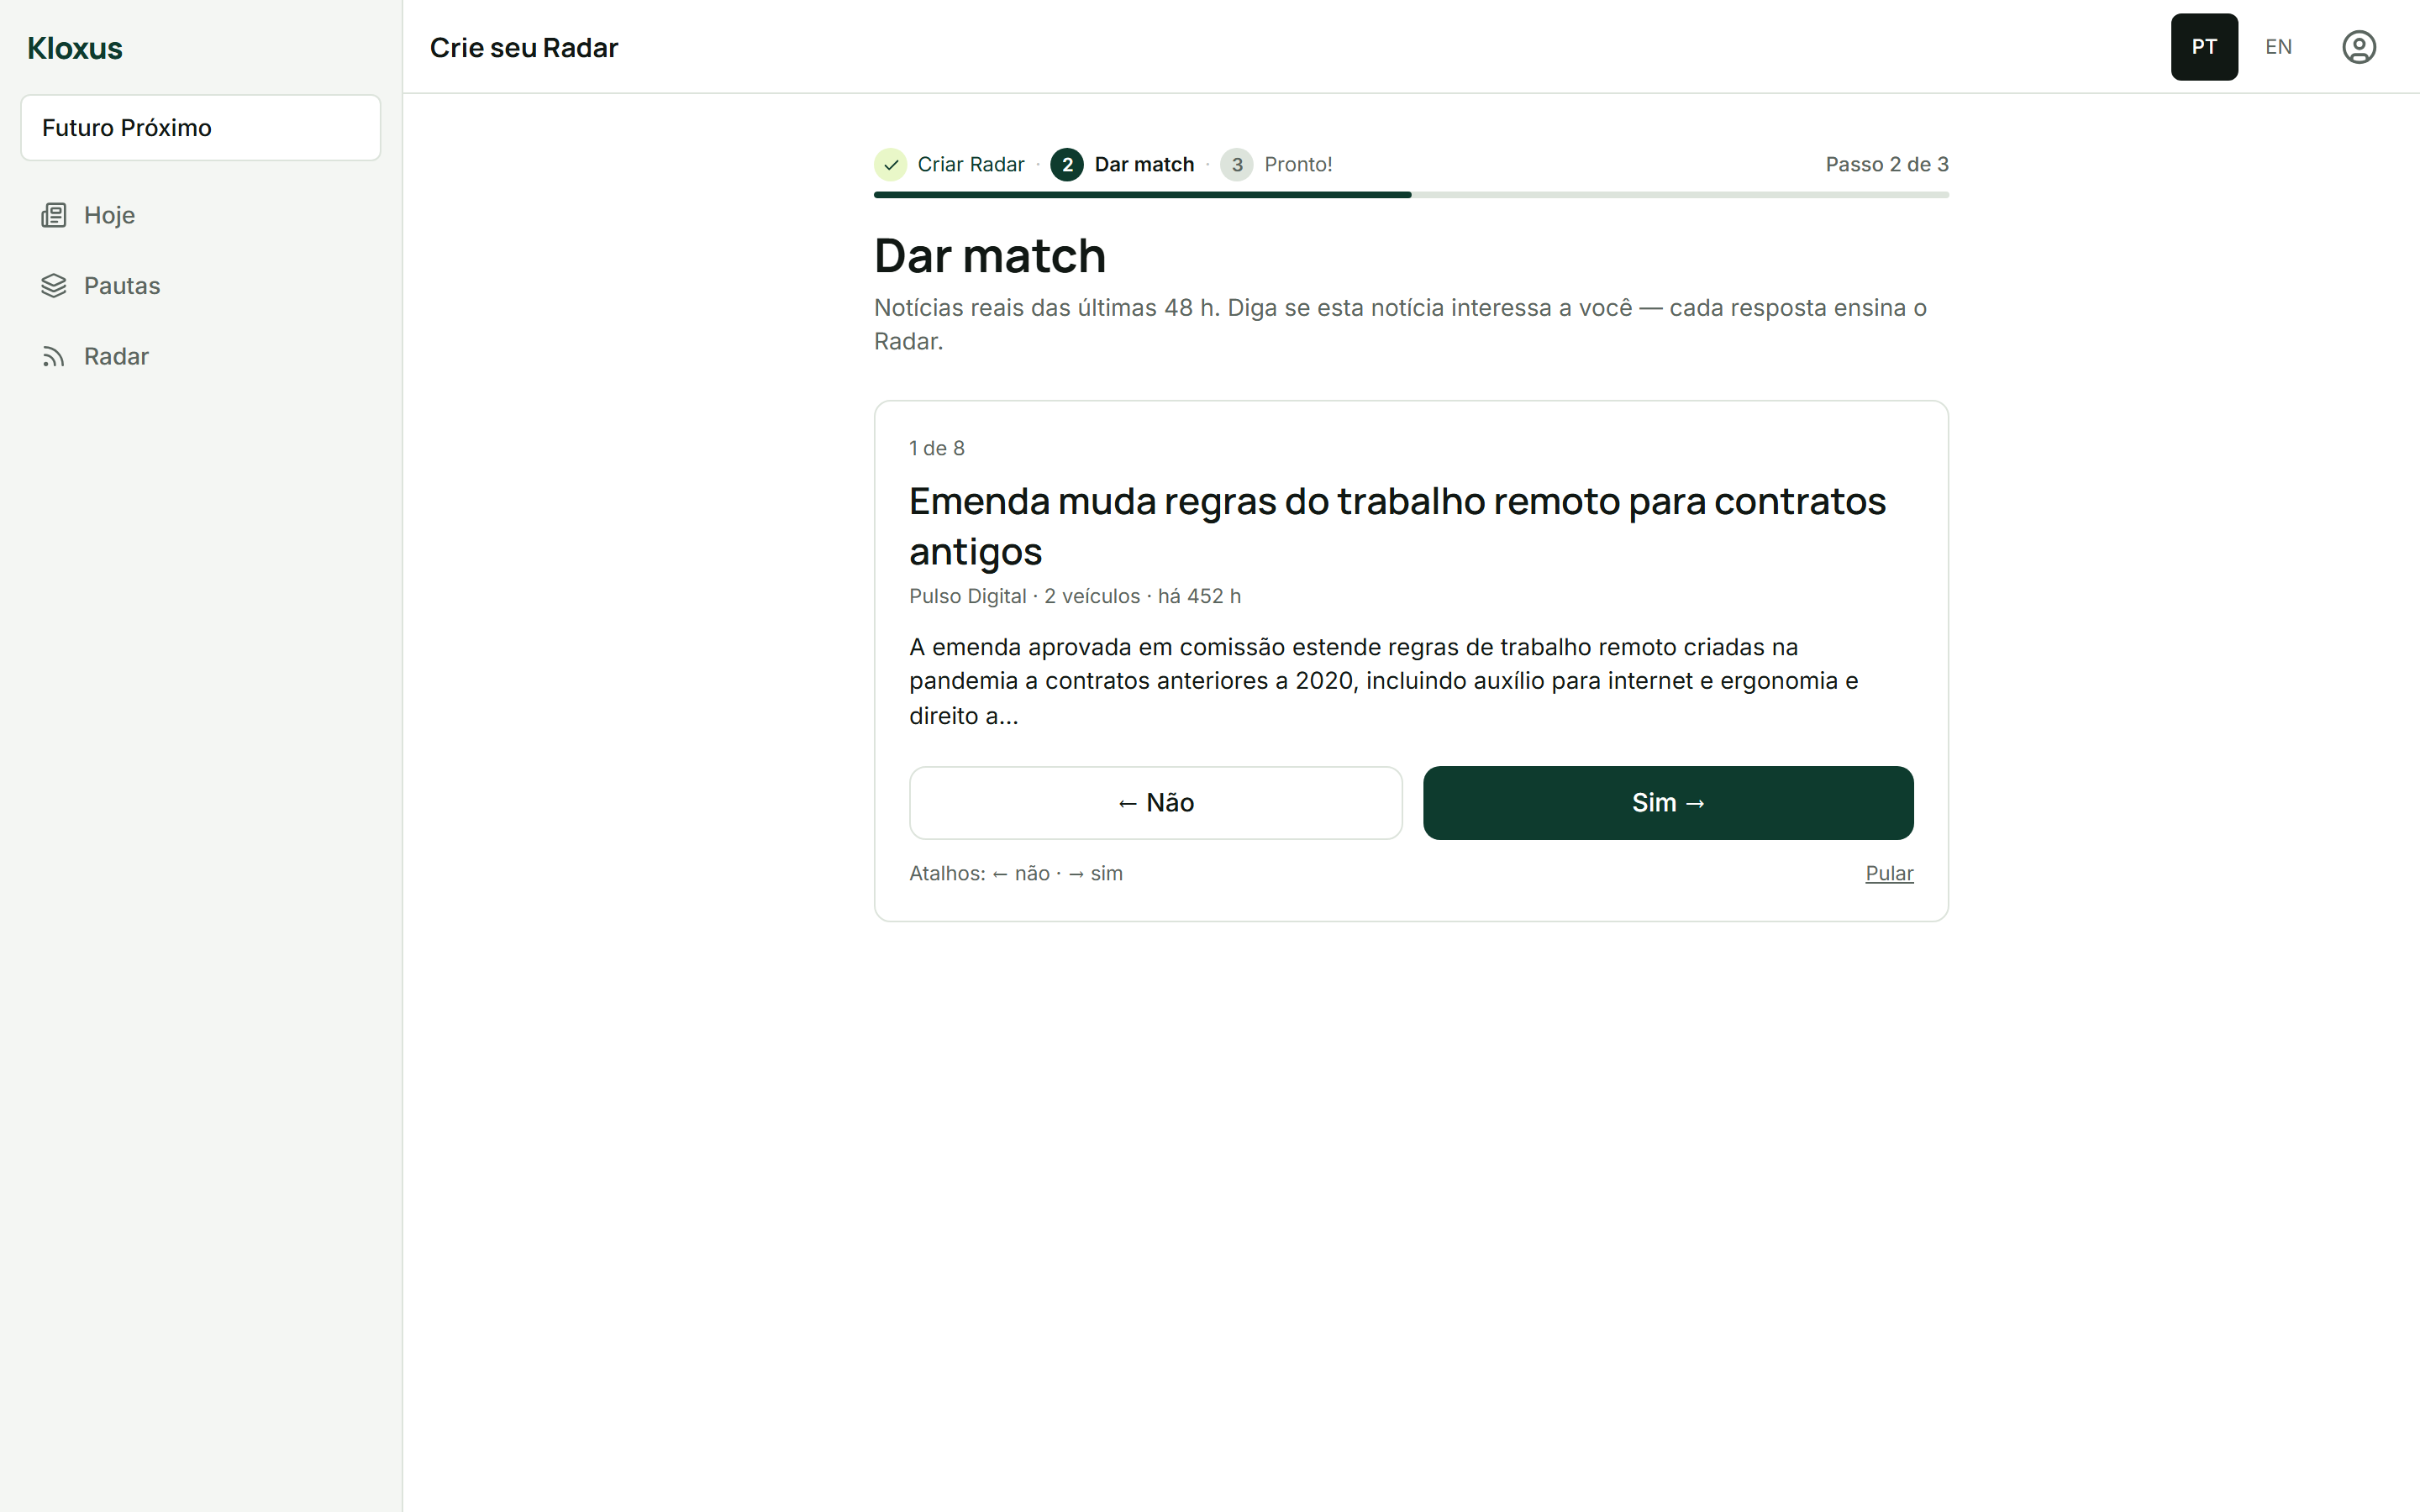 Kloxus
Futuro Próximo
Hoje
Pautas
Radar
Crie seu Radar
PT
EN
Criar Radar · 2 Dar match · 3 Pronto!
Passo 2 de 3
Dar match
Notícias reais das últimas 48 h. Diga se esta notícia interessa a você — cada resposta ensina o
Radar.
1 de 8
Emenda muda regras do trabalho remoto para contratos
antigos
Pulso Digital · 2 veículos · há 452 h
A emenda aprovada em comissão estende regras de trabalho remoto criadas na
pandemia a contratos anteriores a 2020, incluindo auxílio para internet e ergonomia e
direito a...
← Não
Sim →
Atalhos: ← não · → sim
Pular